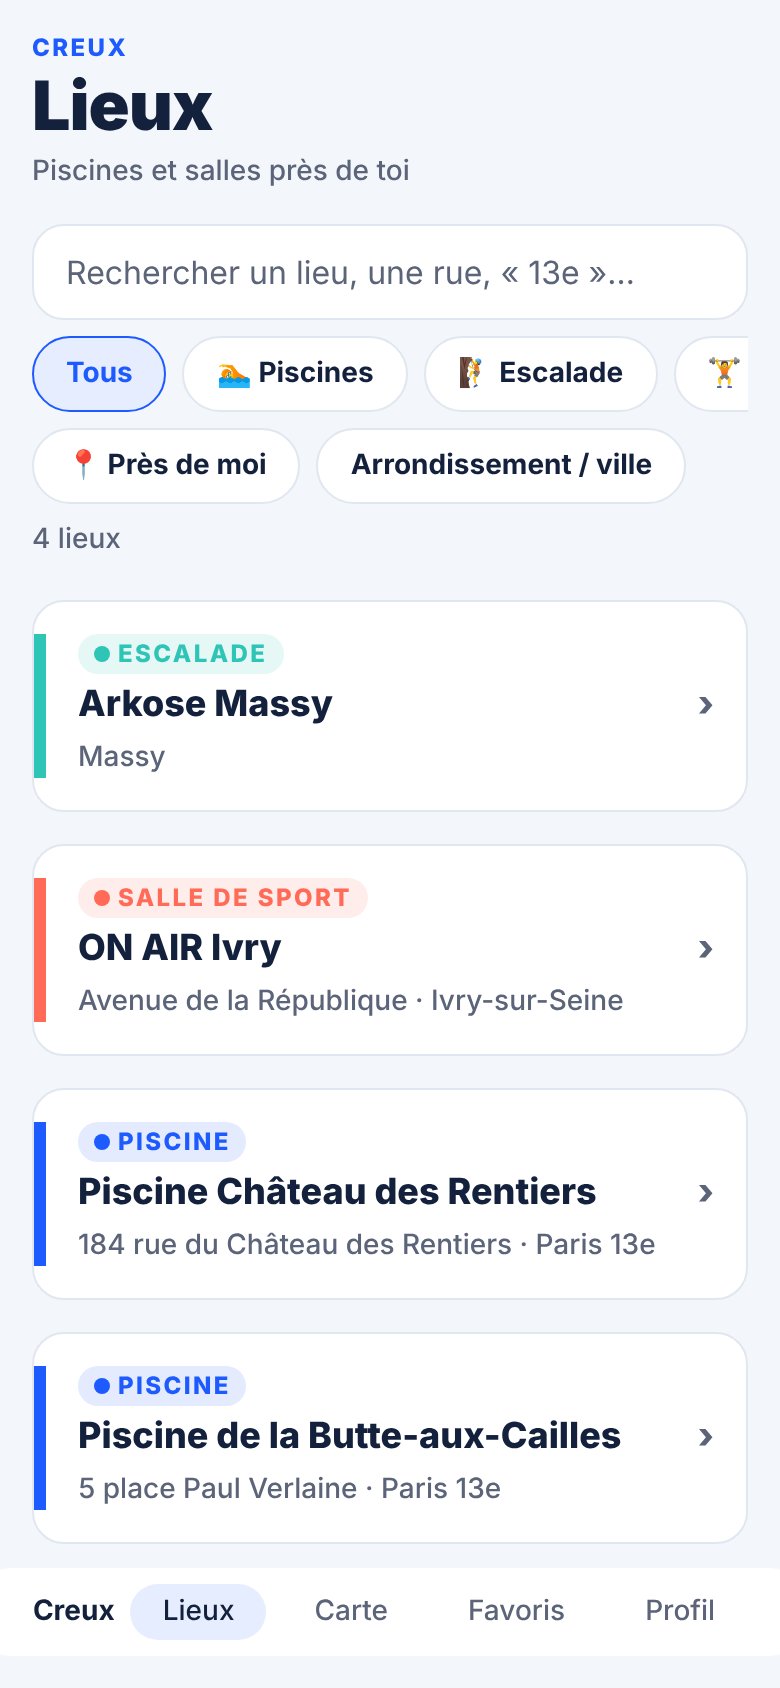 CREUX
Lieux
Piscines et salles près de toi
Rechercher un lieu, une rue, « 13e »...
Tous
Piscines
Escalade
Près de moi
Arrondissement / ville
4 lieux
ESCALADE
Arkose Massy
Massy
SALLE DE SPORT
ON AIR Ivry
Avenue de la République · Ivry-sur-Seine
PISCINE
Piscine Château des Rentiers
184 rue du Château des Rentiers · Paris 13e
PISCINE
Piscine de la Butte-aux-Cailles
5 place Paul Verlaine · Paris 13e
Creux Lieux Carte Favoris Profil